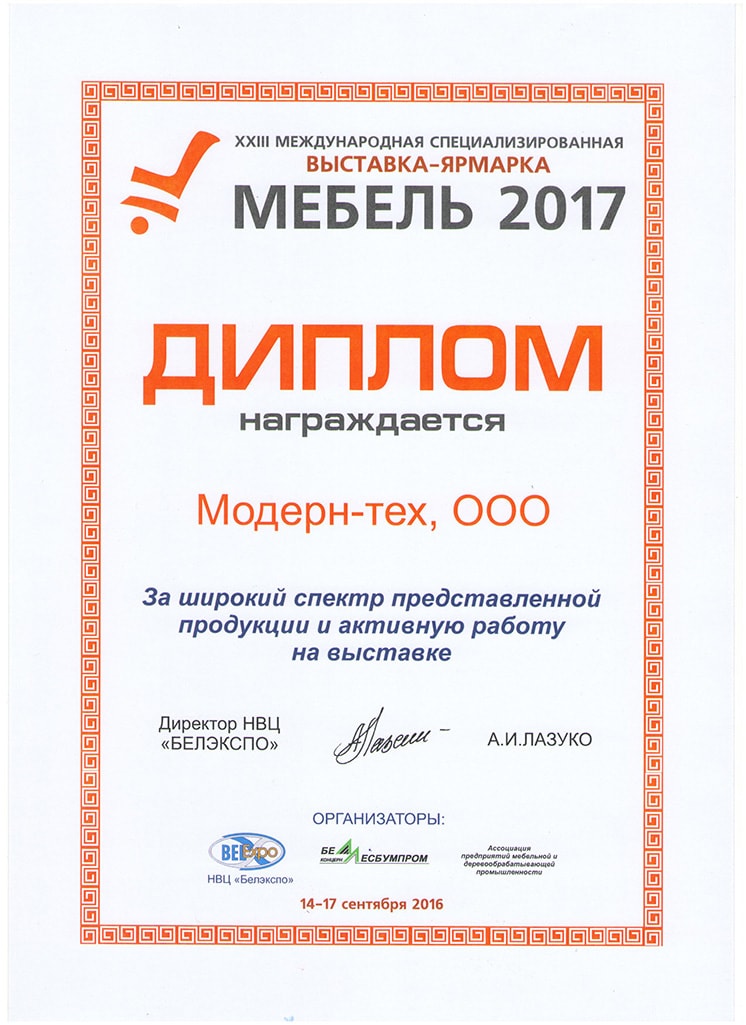 XXIII МЕЖДУНАРОДНАЯ СПЕЦИАЛИЗИРОВАННАЯ
ВЫСТАВКА-ЯРМАРКА
МЕБЕЛЬ 2017
ДИПЛОМ
награждается
Модерн-тех, ООО
За широкий спектр представленной
продукции и активную работу
на выставке
Директор НВЦ
«БЕЛЭКСПО»
А.И.ЛАЗУКО
ОРГАНИЗАТОРЫ:
BELExpo
НВЦ «Белэкспо»
БЕЛЛЕСБУМПРОМ
КОНЦЕРН
Ассоциация
предприятий мебельной и
деревообрабатывающей
промышленности
14-17 сентября 2016